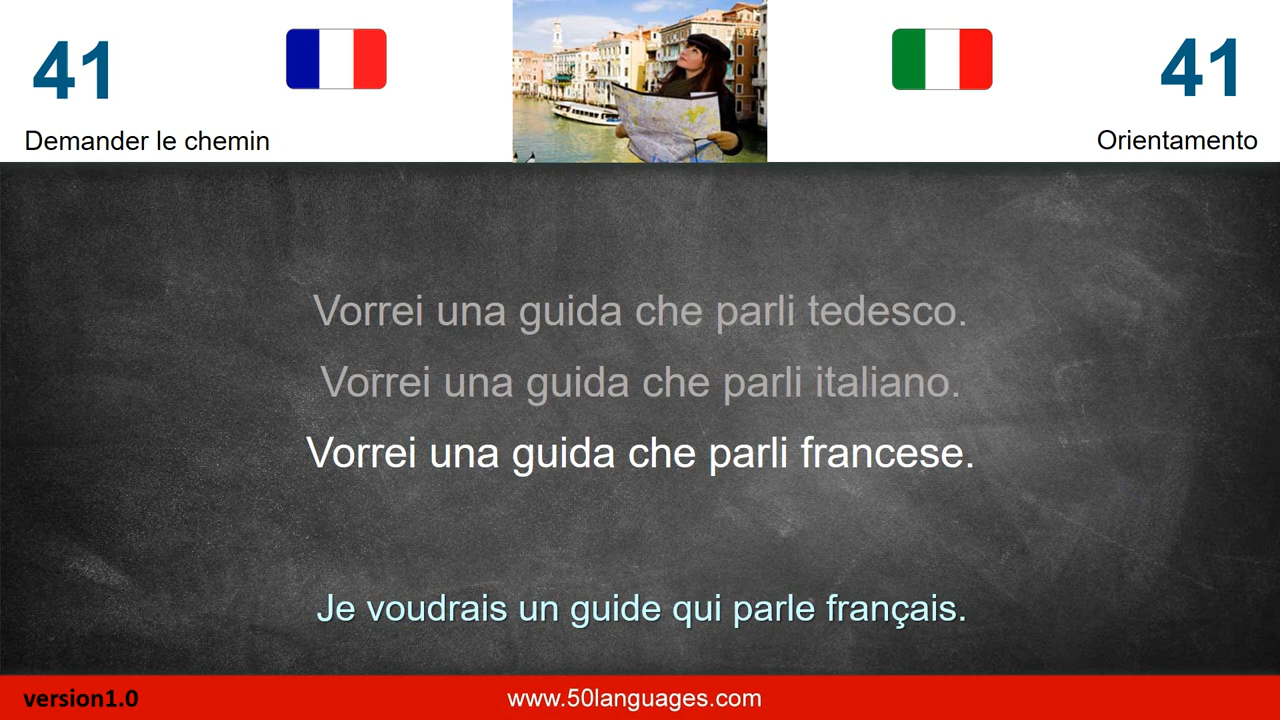 41
41
Demander le chemin
Orientamento
Vorrei una guida che parli tedesco.
Vorrei una guida che parli italiano.
Vorrei una guida che parli francese.
Je voudrais un guide qui parle français.
version1.0
www.50languages.com